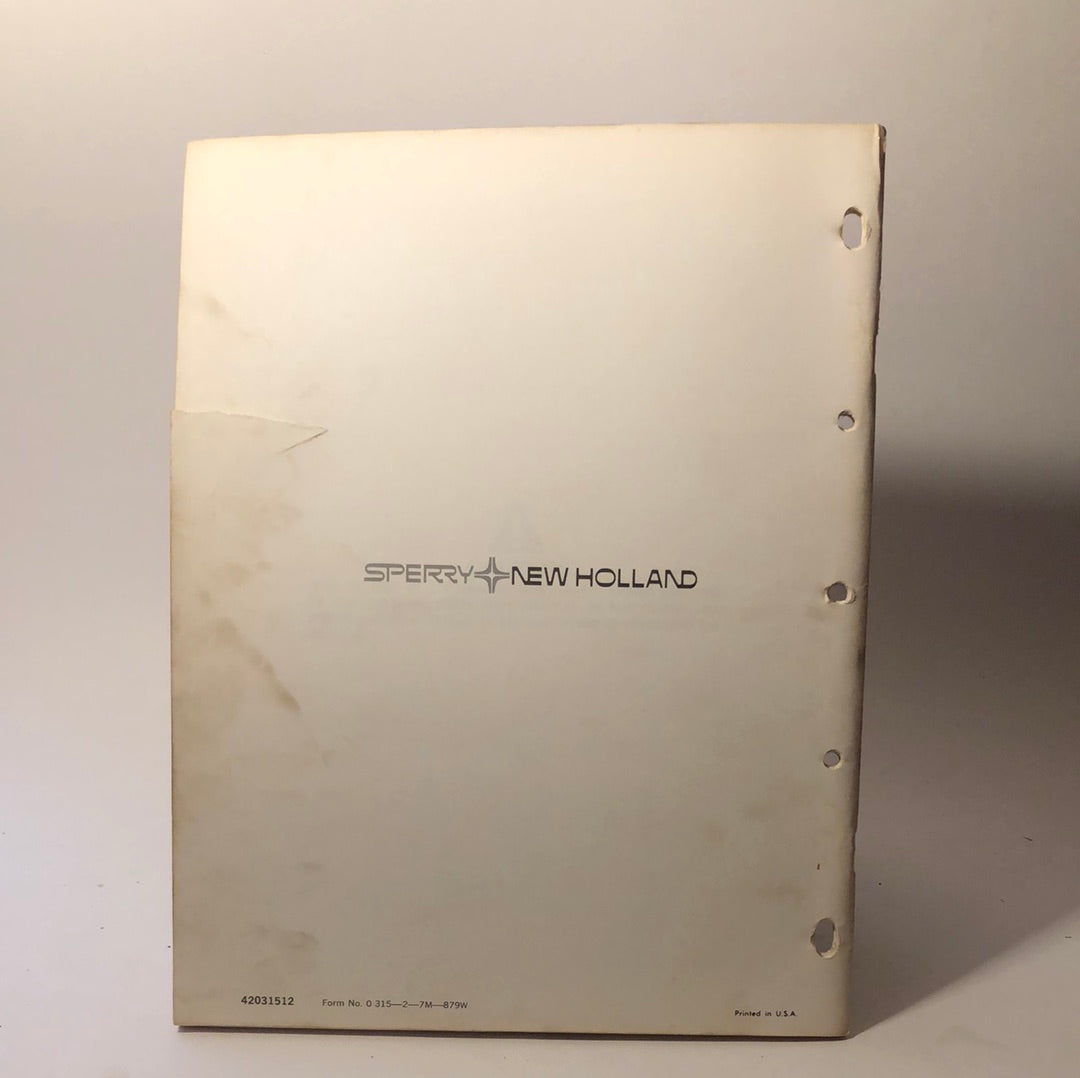 SPERRY NEW HOLLAND
42031512 Form No. 0 315—2—7M—879W
Printed in U.S.A.